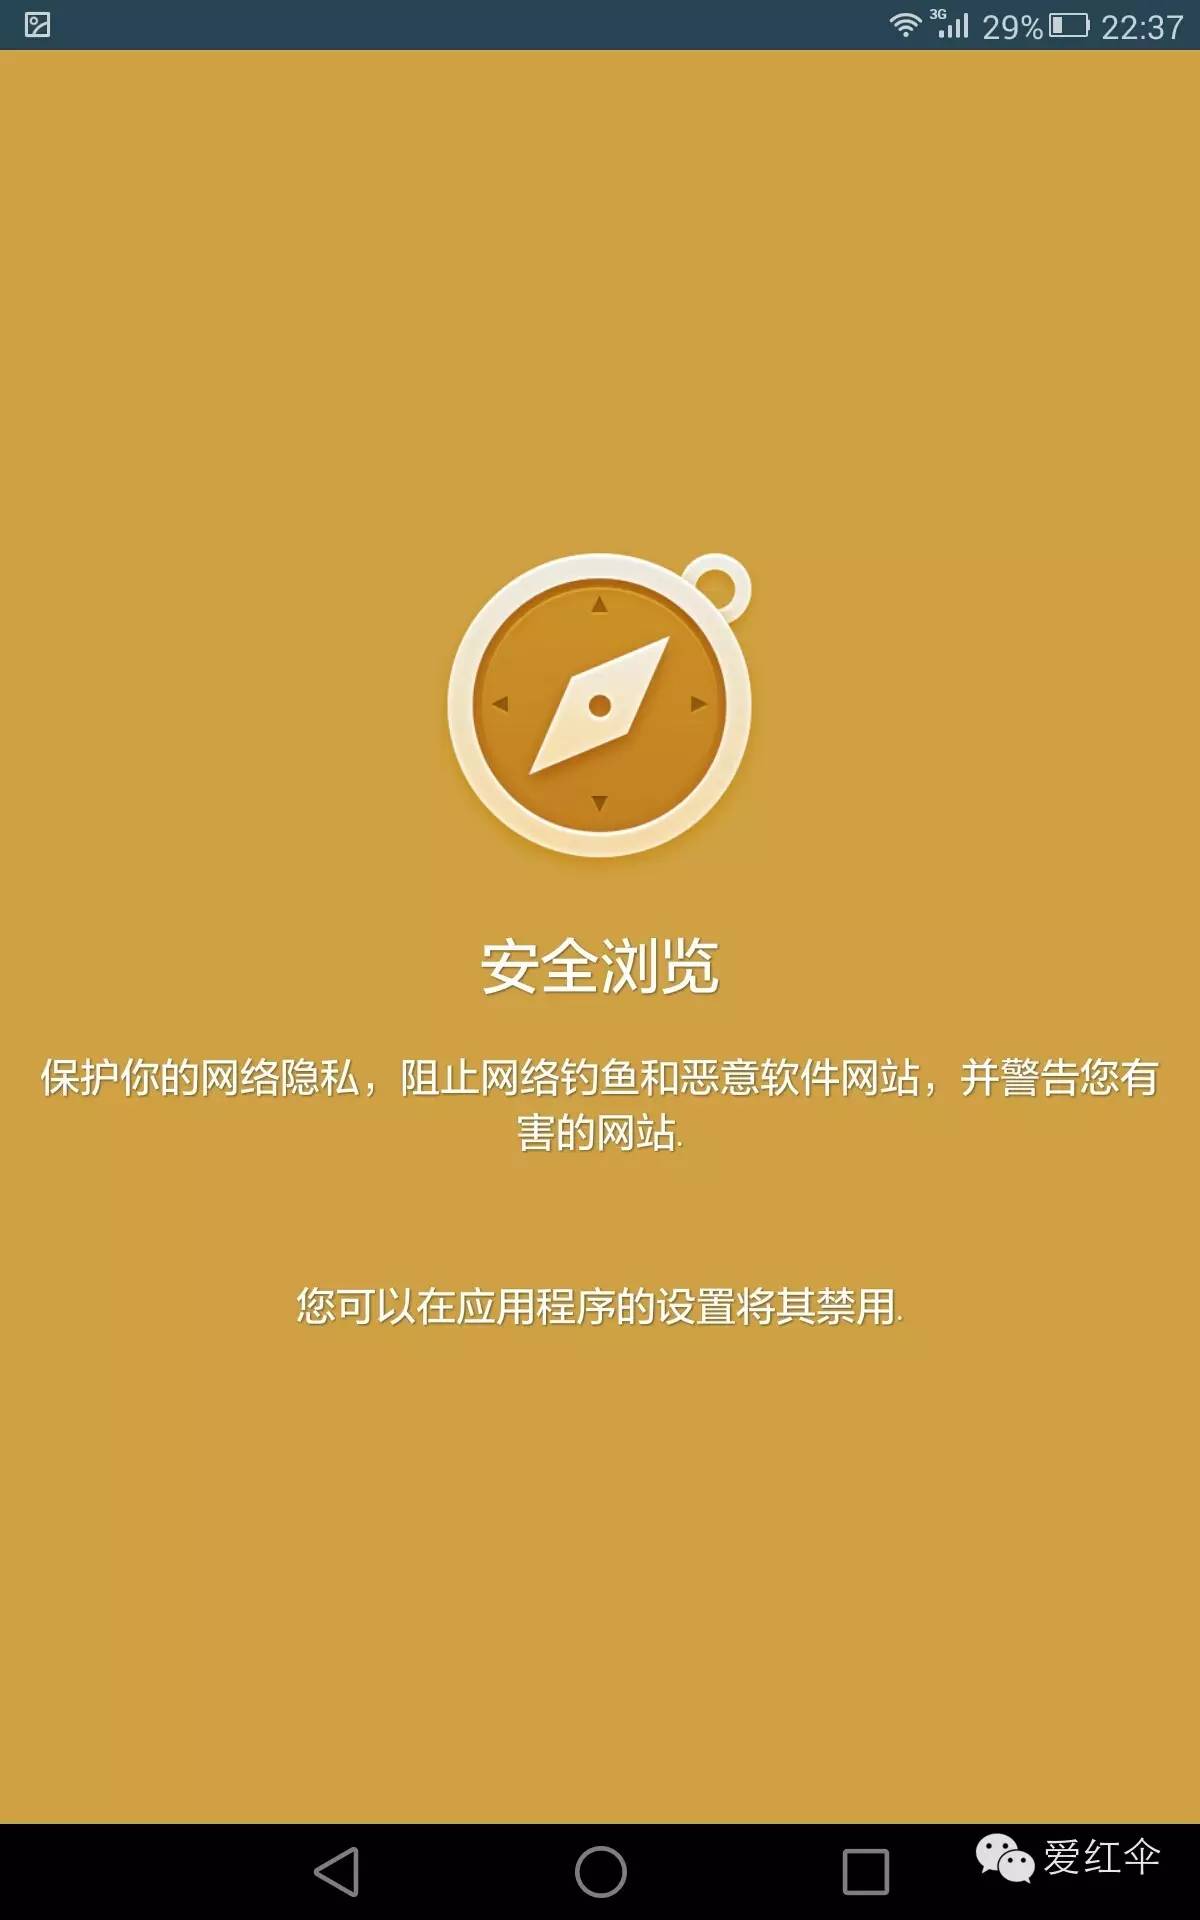 3G 29% 22:37
安全浏览
保护你的网络隐私，阻止网络钓鱼和恶意软件网站，并警告您有
害的网站.
您可以在应用程序的设置将其禁用.
爱红伞